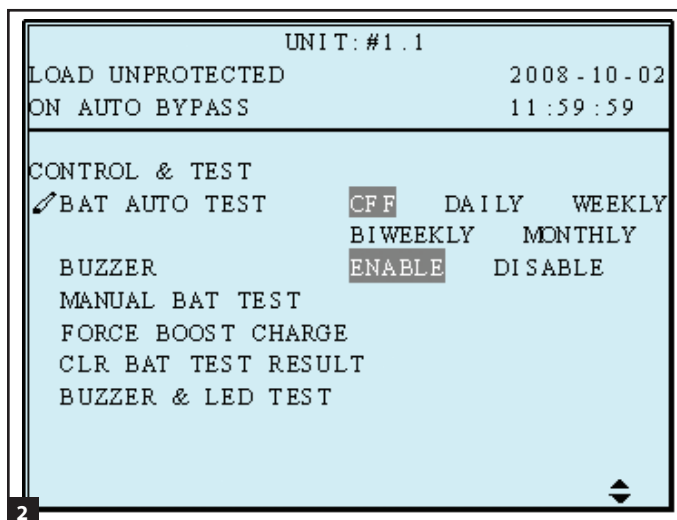 UNIT:#1.1
LOAD UNPROTECTED 2008-10-02
ON AUTO BYPASS 11:59:59
CONTROL & TEST
BAT AUTO TEST OFF DAILY WEEKLY
BIWEEKLY MONTHLY
BUZZER ENABLE DISABLE
MANUAL BAT TEST
FORCE BOOST CHARGE
CLR BAT TEST RESULT
BUZZER & LED TEST
2